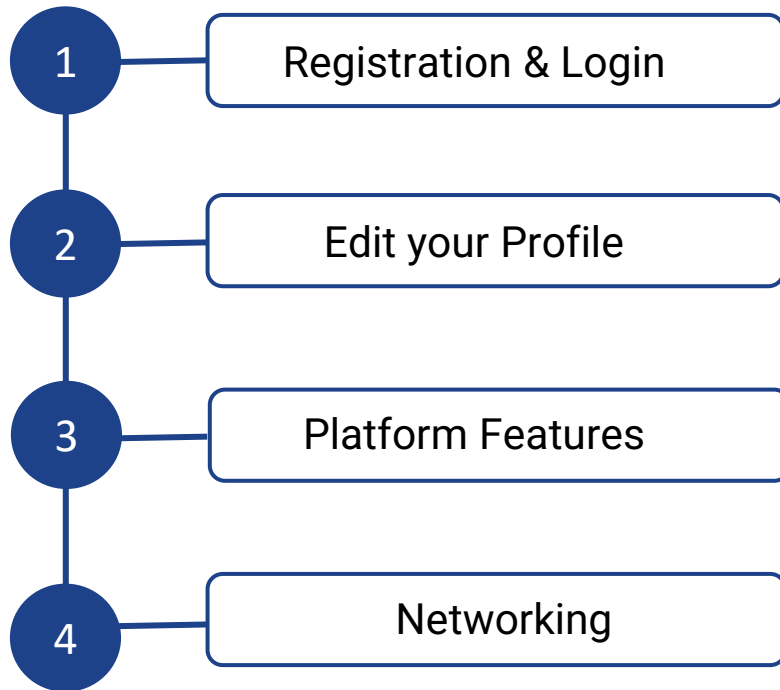 1 Registration & Login
2 Edit your Profile
3 Platform Features
4 Networking